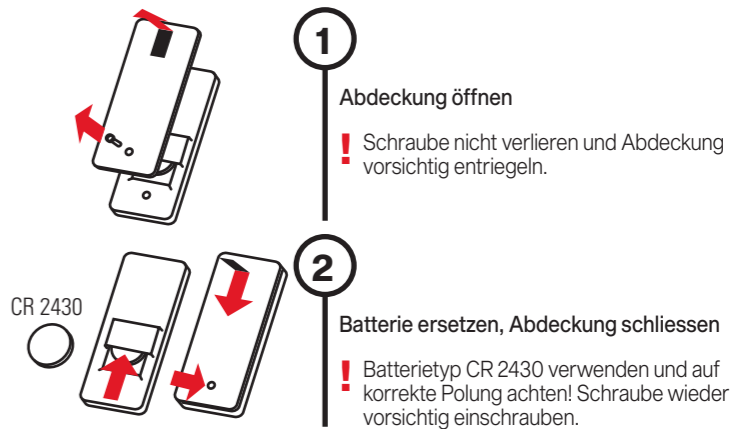 1
Abdeckung öffnen
! Schraube nicht verlieren und Abdeckung
vorsichtig entriegeln.
2
CR 2430
Batterie ersetzen, Abdeckung schliessen
! Batterietyp CR 2430 verwenden und auf
korrekte Polung achten! Schraube wieder
vorsichtig einschrauben.